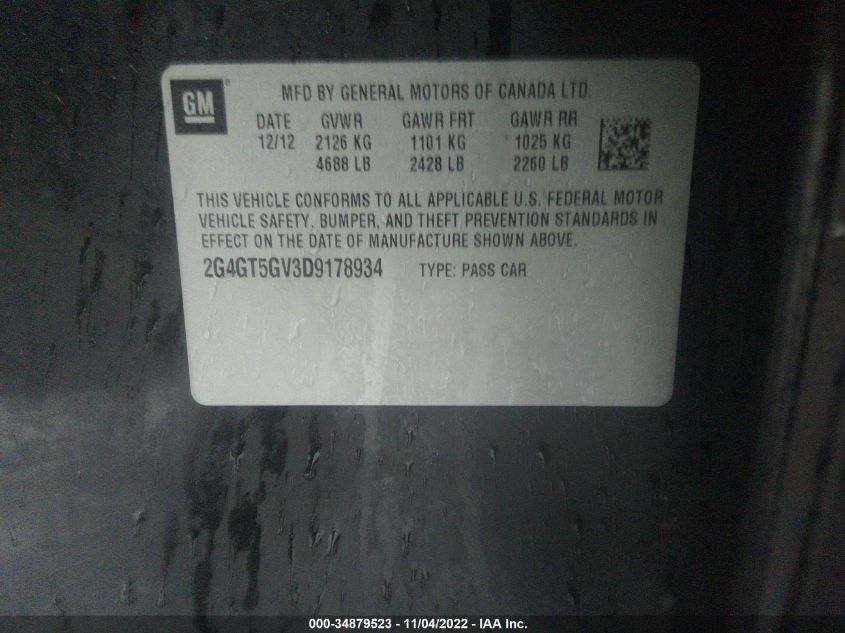 GM® MFD BY GENERAL MOTORS OF CANADA LTD.
DATE GVWR GAWR FRT GAWR RR
12/12 2126 KG 1101 KG 1025 KG
4688 LB 2428 LB 2260 LB
THIS VEHICLE CONFORMS TO ALL APPLICABLE U.S. FEDERAL MOTOR
VEHICLE SAFETY, BUMPER, AND THEFT PREVENTION STANDARDS IN
EFFECT ON THE DATE OF MANUFACTURE SHOWN ABOVE.
2G4GT5GV3D9178934 TYPE: PASS CAR
000-34879523 - 11/04/2022 - IAA Inc.